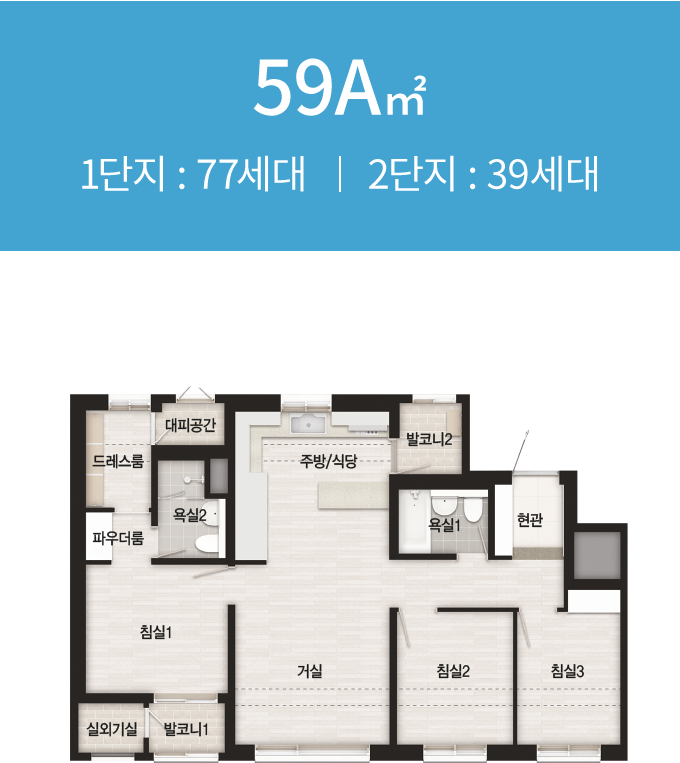 59A㎡
1단지 : 77세대 | 2단지 : 39세대
대피공간
발코니2
드레스룸
주방/식당
욕실2
욕실1
현관
파우더룸
침실1
거실
침실2
침실3
실외기실
발코니1